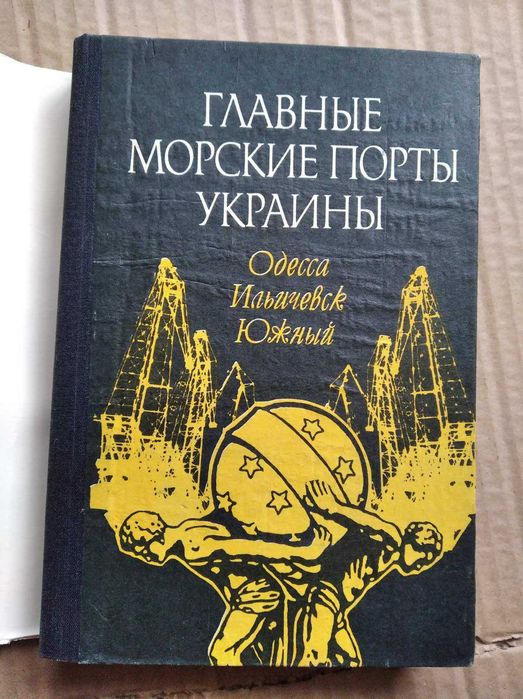 ГЛАВНЫЕ
МОРСКИЕ ПОРТЫ
УКРАИНЫ
Одесса
Ильичевск
Южный